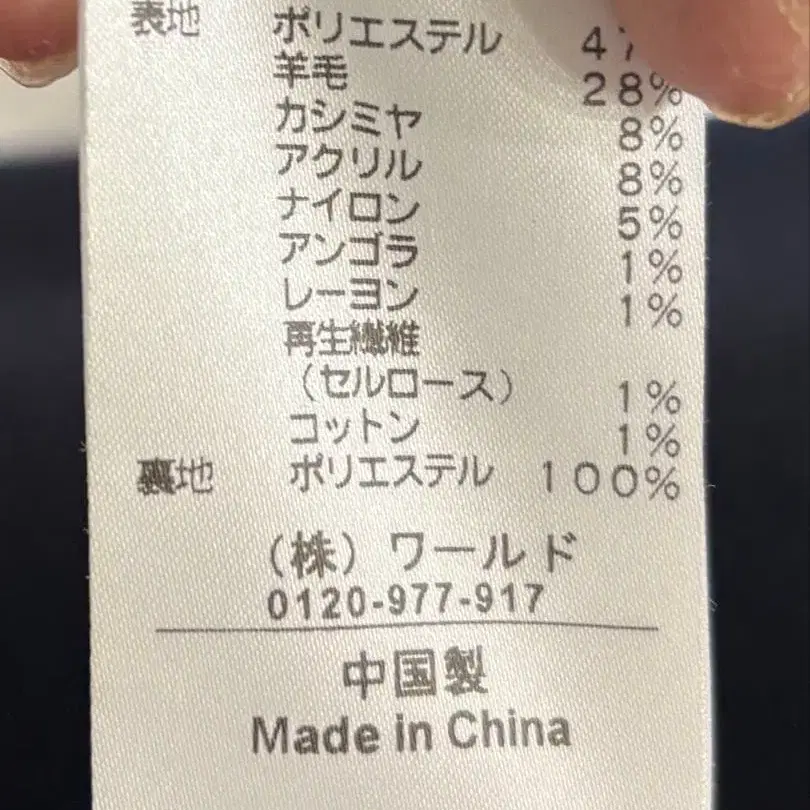 表地 ポリエステル 47
羊毛 28%
カシミヤ 8%
アクリル 8%
ナイロン 5%
アンゴラ 1%
レーヨン 1%
再生繊維
(セルロース) 1%
コットン 1%
裏地 ポリエステル 100%
(株) ワールド
0120-977-917
中国製
Made in China